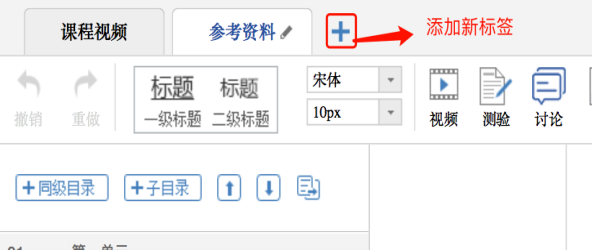 课程视频 参考资料 添加新标签
标题 标题 宋体
撤销 重做 一级标题 二级标题 10px 视频 测验 讨论
+同级目录 +子目录